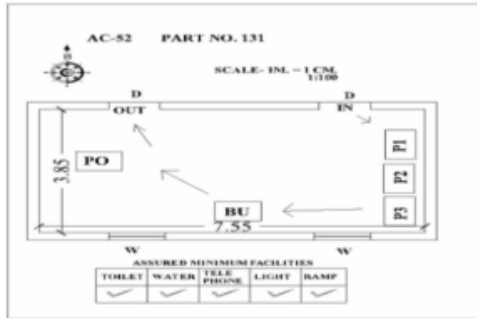 AC-52 PART NO. 131
N
SCALE- 1M. = 1 CM.
1:100
D
OUT
D
IN
P1
PO
P2
3.85
BU
P3
7.55
W
W
ASSURED MINIMUM FACILITIES
TOILET WATER TELE PHONE LIGHT RAMP